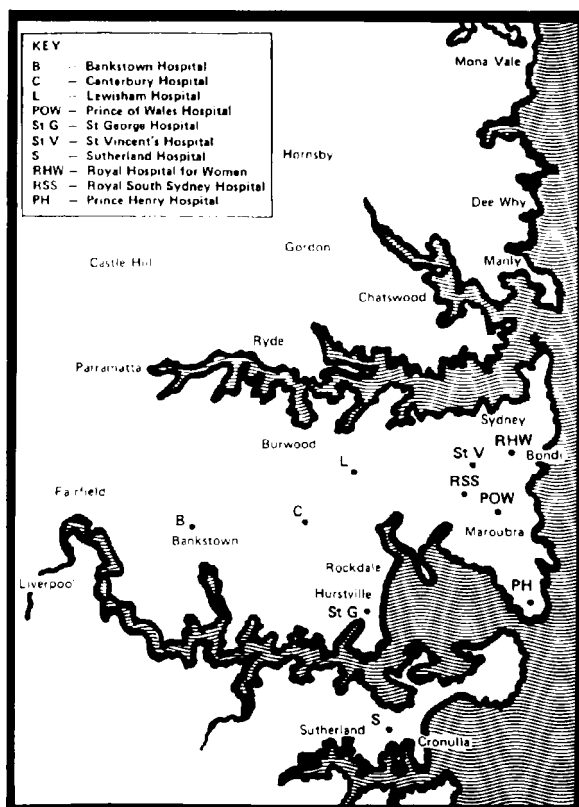 KEY
B – Bankstown Hospital
C – Canterbury Hospital
L – Lewisham Hospital
POW – Prince of Wales Hospital
St G – St George Hospital
St V – St Vincent's Hospital
S – Sutherland Hospital
RHW – Royal Hospital for Women
RSS – Royal South Sydney Hospital
PH – Prince Henry Hospital
Mona Vale
Hornsby
Dee Why
Gordon
Castle Hill
Manly
Chatswood
Ryde
Parramatta
Sydney
Burwood
RHW
Bondi
St V
L
RSS
Fairfield
POW
B
C
Maroubra
Bankstown
Rockdale
Liverpool
PH
Hurstville
St G
S
Sutherland
Cronulla